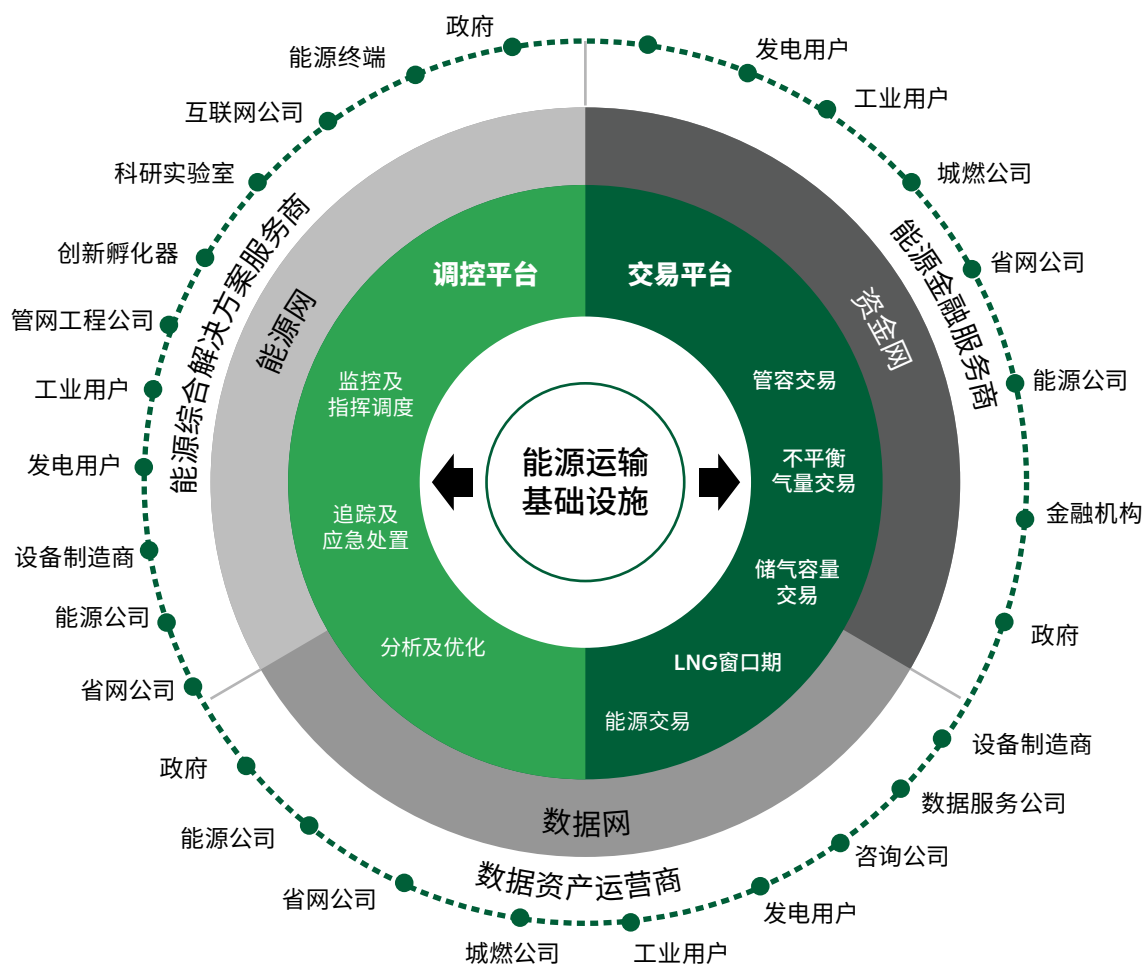 政府
能源终端
互联网公司
科研实验室
创新孵化器
管网工程公司
工业用户
发电用户
设备制造商
能源公司
省网公司
发电用户
工业用户
城燃公司
省网公司
能源公司
金融机构
政府
设备制造商
数据服务公司
咨询公司
发电用户
工业用户
城燃公司
省网公司
能源公司
政府
能源综合解决方案服务商
能源金融服务商
数据资产运营商
能源网
资金网
数据网
调控平台
监控及
指挥调度
追踪及
应急处置
分析及优化
交易平台
管容交易
不平衡
气量交易
储气容量
交易
LNG窗口期
能源交易
能源运输
基础设施